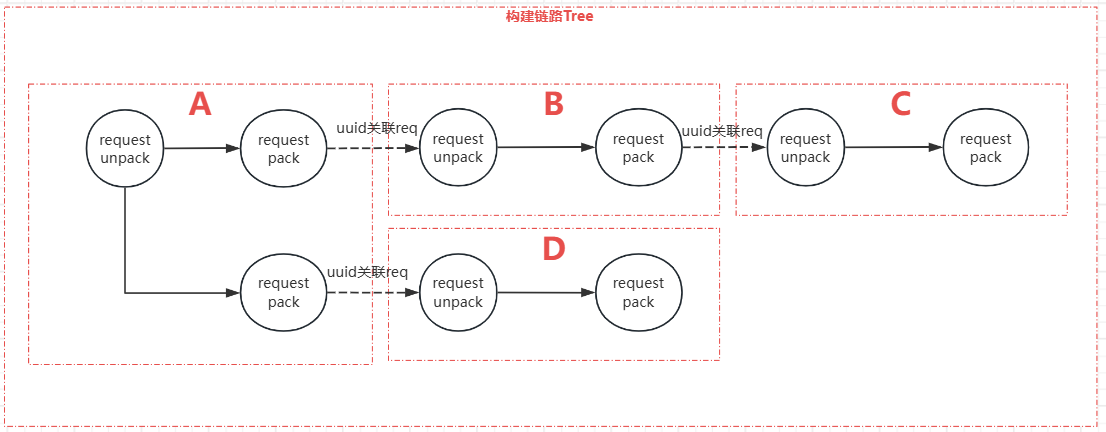 构建链路Tree
A
request
unpack
request
pack
uuid关联req
B
request
unpack
request
pack
uuid关联req
C
request
unpack
request
pack
request
pack
uuid关联req
D
request
unpack
request
pack